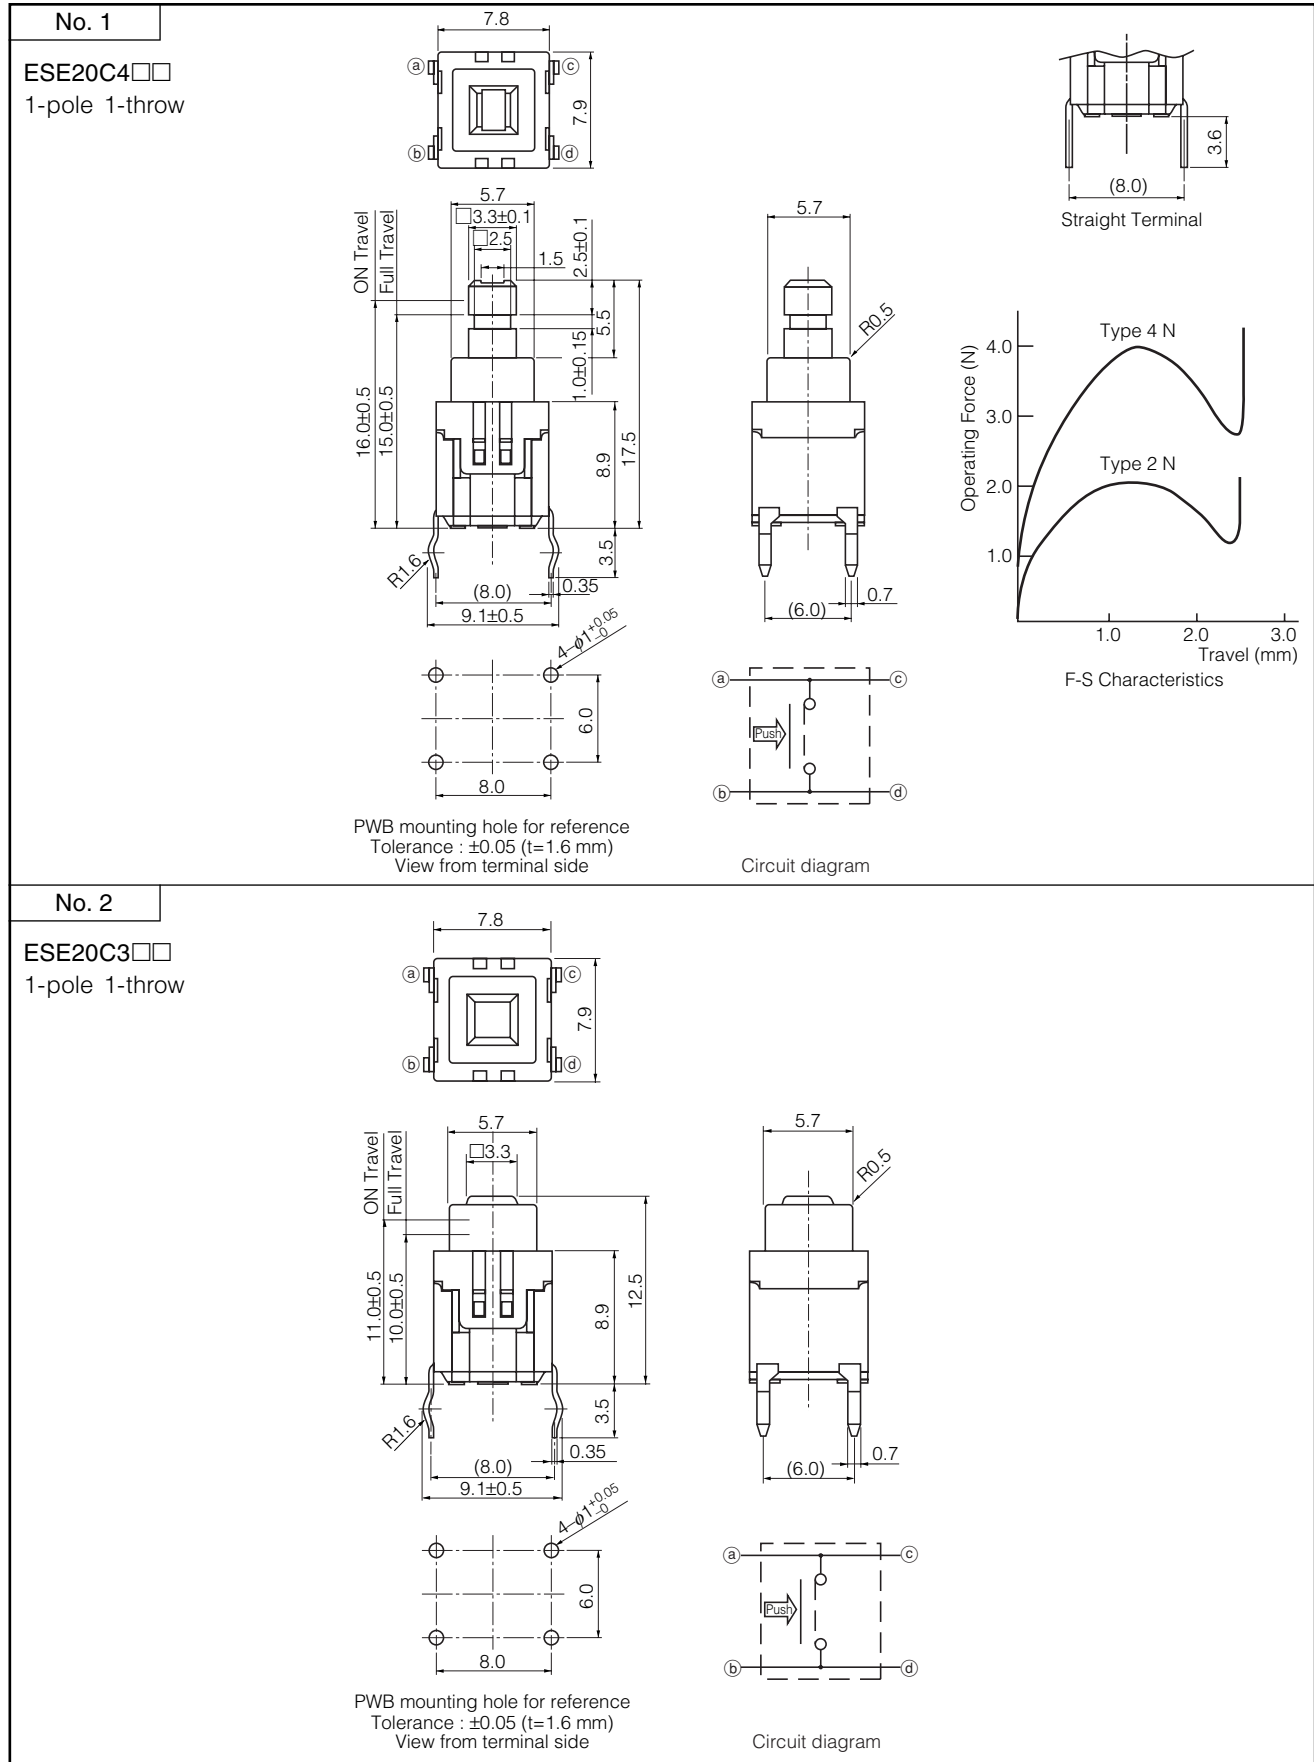 No. 1
ESE20C4□□
1-pole 1-throw
7.8
ⓐ
ⓒ
7.9
ⓑ
ⓓ
3.6
(8.0)
Straight Terminal
5.7
□3.3±0.1
□2.5
1.5
2.5±0.1
ON Travel
Full Travel
5.5
1.0±0.15
16.0±0.5
15.0±0.5
8.9
17.5
R1.6
3.5
(8.0)
0.35
9.1±0.5
5.7
R0.5
(6.0)
0.7
Operating Force (N)
4.0
3.0
2.0
1.0
Type 4 N
Type 2 N
1.0 2.0 3.0
Travel (mm)
F-S Characteristics
4-ϕ1+0.05 -0
6.0
8.0
PWB mounting hole for reference
Tolerance : ±0.05 (t=1.6 mm)
View from terminal side
ⓐ
ⓒ
Push
ⓑ
ⓓ
Circuit diagram
No. 2
ESE20C3□□
1-pole 1-throw
7.8
ⓐ
ⓒ
7.9
ⓑ
ⓓ
5.7
□3.3
ON Travel
Full Travel
11.0±0.5
10.0±0.5
8.9
12.5
R1.6
3.5
(8.0)
0.35
9.1±0.5
5.7
R0.5
(6.0)
0.7
4-ϕ1+0.05 -0
6.0
8.0
PWB mounting hole for reference
Tolerance : ±0.05 (t=1.6 mm)
View from terminal side
ⓐ
ⓒ
Push
ⓑ
ⓓ
Circuit diagram